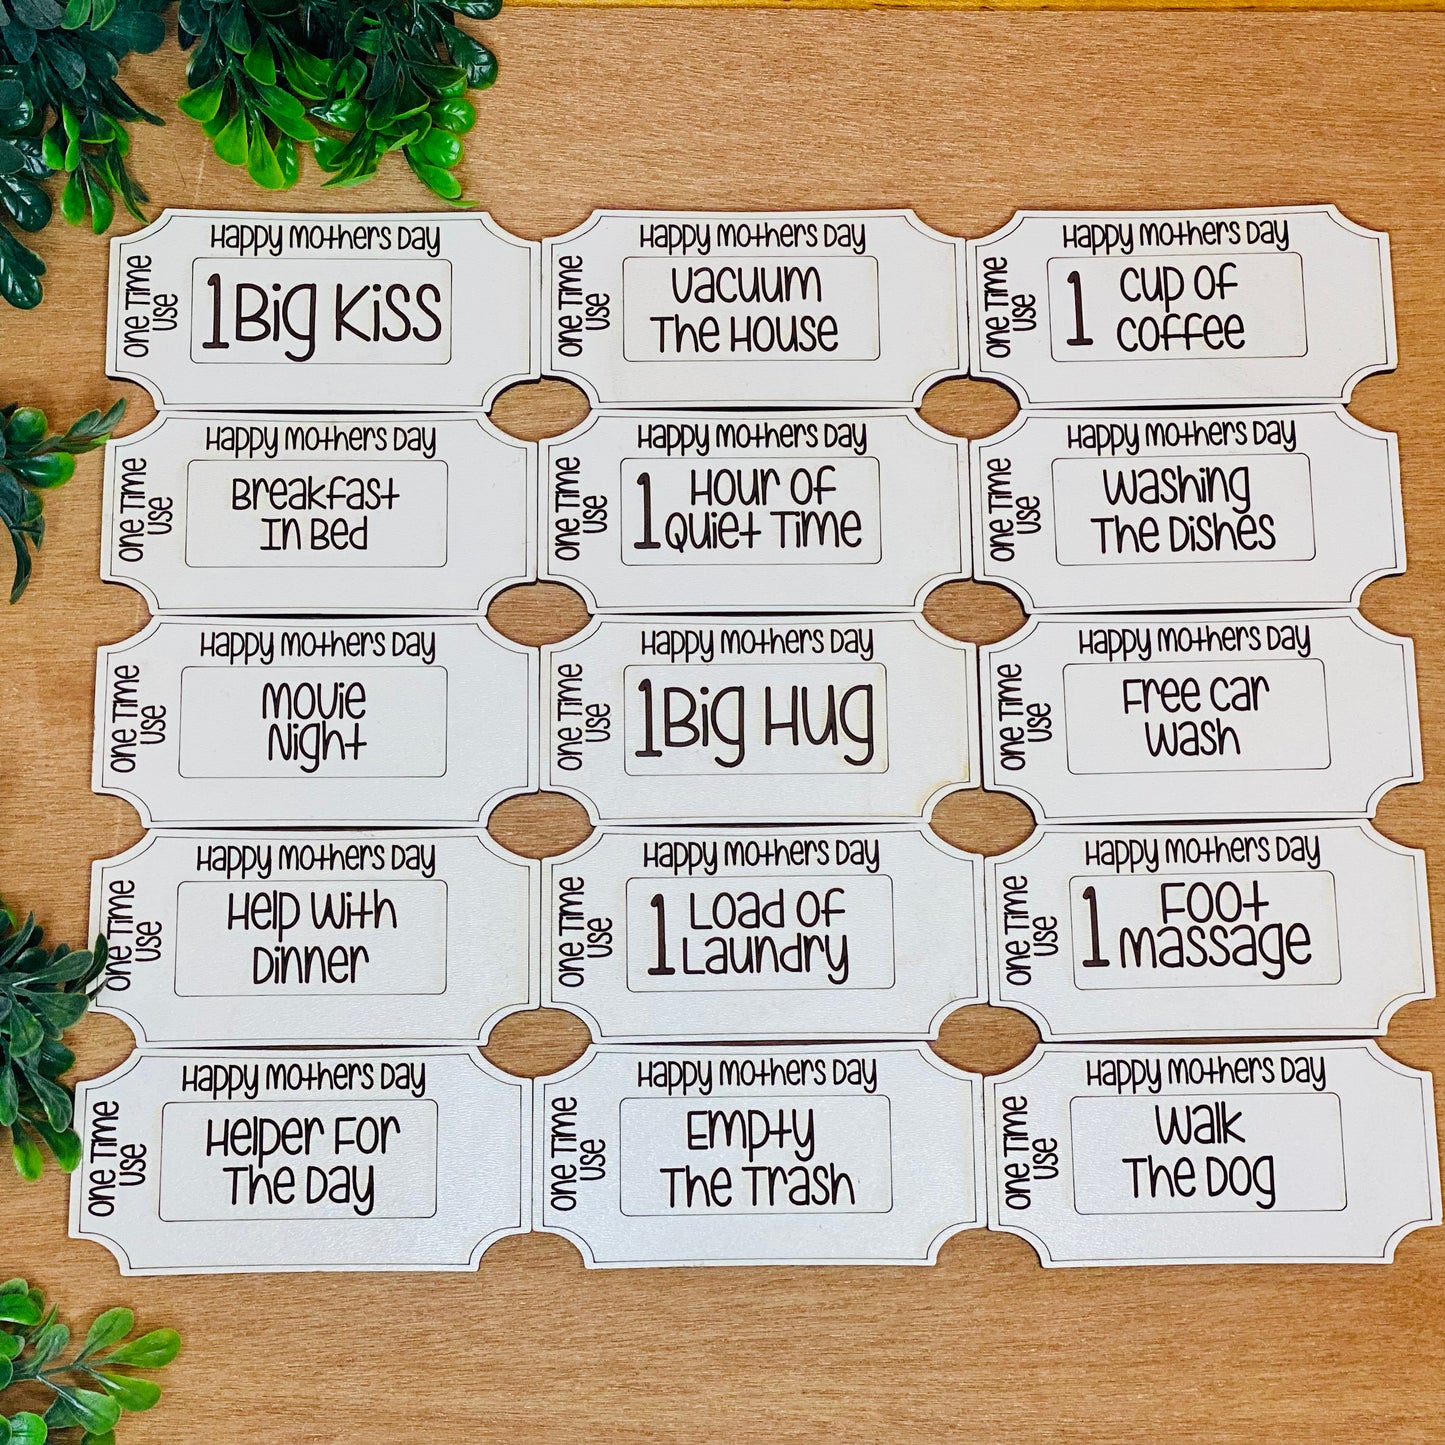 Happy Mothers Day
One Time
Use
1 Big Kiss
Happy Mothers Day
One Time
Use
Vacuum
The House
Happy Mothers Day
One Time
Use
1 Cup of
Coffee
Happy Mothers Day
One Time
Use
Breakfast
In Bed
Happy Mothers Day
One Time
Use
1 Hour of
Quiet Time
Happy Mothers Day
One Time
Use
Washing
The Dishes
Happy Mothers Day
One Time
Use
Movie
Night
Happy Mothers Day
One Time
Use
1 Big Hug
Happy Mothers Day
One Time
Use
Free Car
Wash
Happy Mothers Day
One Time
Use
Help With
Dinner
Happy Mothers Day
One Time
Use
1 Load of
Laundry
Happy Mothers Day
One Time
Use
1 Foot
Massage
Happy Mothers Day
One Time
Use
Helper For
The Day
Happy Mothers Day
One Time
Use
Empty
The Trash
Happy Mothers Day
One Time
Use
Walk
The Dog